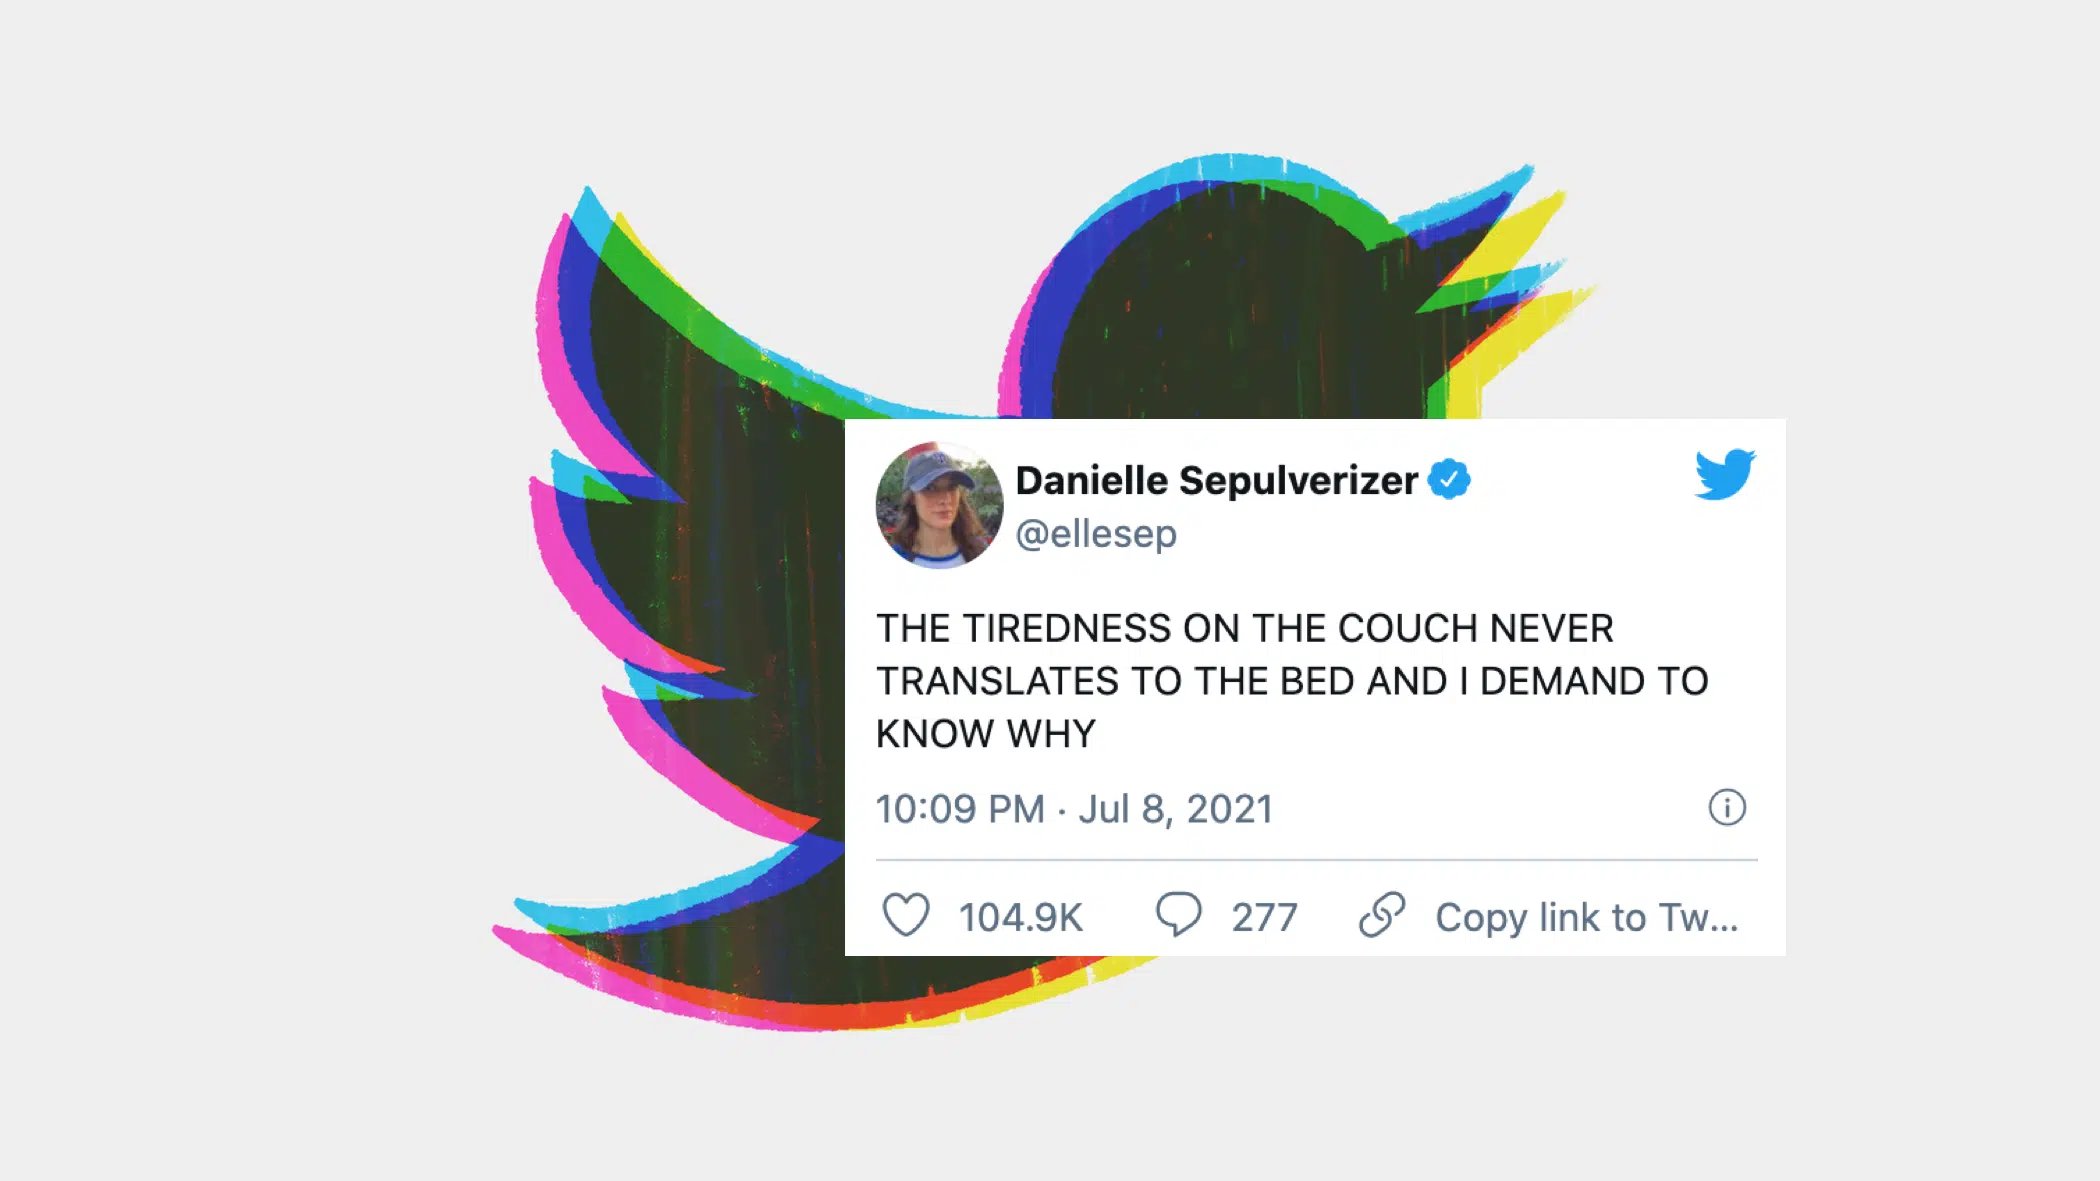 Danielle Sepulverizer
@ellesep
THE TIREDNESS ON THE COUCH NEVER
TRANSLATES TO THE BED AND I DEMAND TO
KNOW WHY
10:09 PM · Jul 8, 2021
104.9K 277 Copy link to Tw...